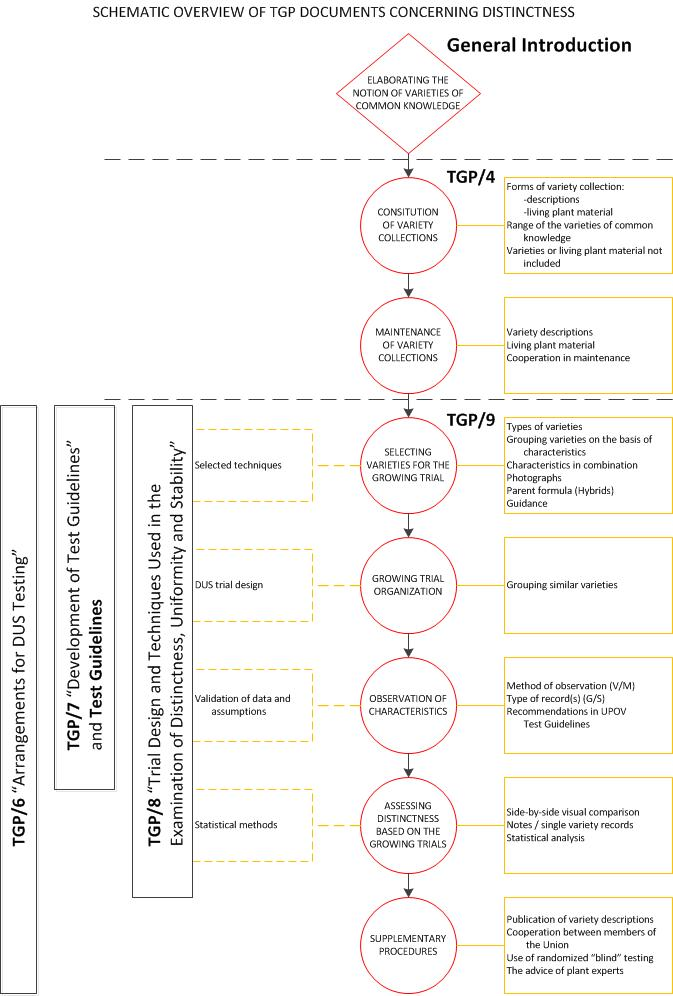 SCHEMATIC OVERVIEW OF TGP DOCUMENTS CONCERNING DISTINCTNESS
General Introduction
ELABORATING THE
NOTION OF VARIETIES OF
COMMON KNOWLEDGE
TGP/4
CONSITUTION
OF VARIETY
COLLECTIONS
Forms of variety collection:
-descriptions
-living plant material
Range of the varieties of common
knowledge
Varieties or living plant material not
included
MAINTENANCE
OF VARIETY
COLLECTIONS
Variety descriptions
Living plant material
Cooperation in maintenance
TGP/6 “Arrangements for DUS Testing”
TGP/7 “Development of Test Guidelines”
and Test Guidelines
TGP/8 “Trial Design and Techniques Used in the
Examination of Distinctness, Uniformity and Stability”
TGP/9
Selected techniques
SELECTING
VARIETIES FOR THE
GROWING TRIAL
Types of varieties
Grouping varieties on the basis of
characteristics
Characteristics in combination
Photographs
Parent formula (Hybrids)
Guidance
DUS trial design
GROWING TRIAL
ORGANIZATION
Grouping similar varieties
Validation of data and
assumptions
OBSERVATION OF
CHARACTERISTICS
Method of observation (V/M)
Type of record(s) (G/S)
Recommendations in UPOV
Test Guidelines
Statistical methods
ASSESSING
DISTINCTNESS
BASED ON THE
GROWING TRIALS
Side-by-side visual comparison
Notes / single variety records
Statistical analysis
SUPPLEMENTARY
PROCEDURES
Publication of variety descriptions
Cooperation between members of
the Union
Use of randomized “blind” testing
The advice of plant experts